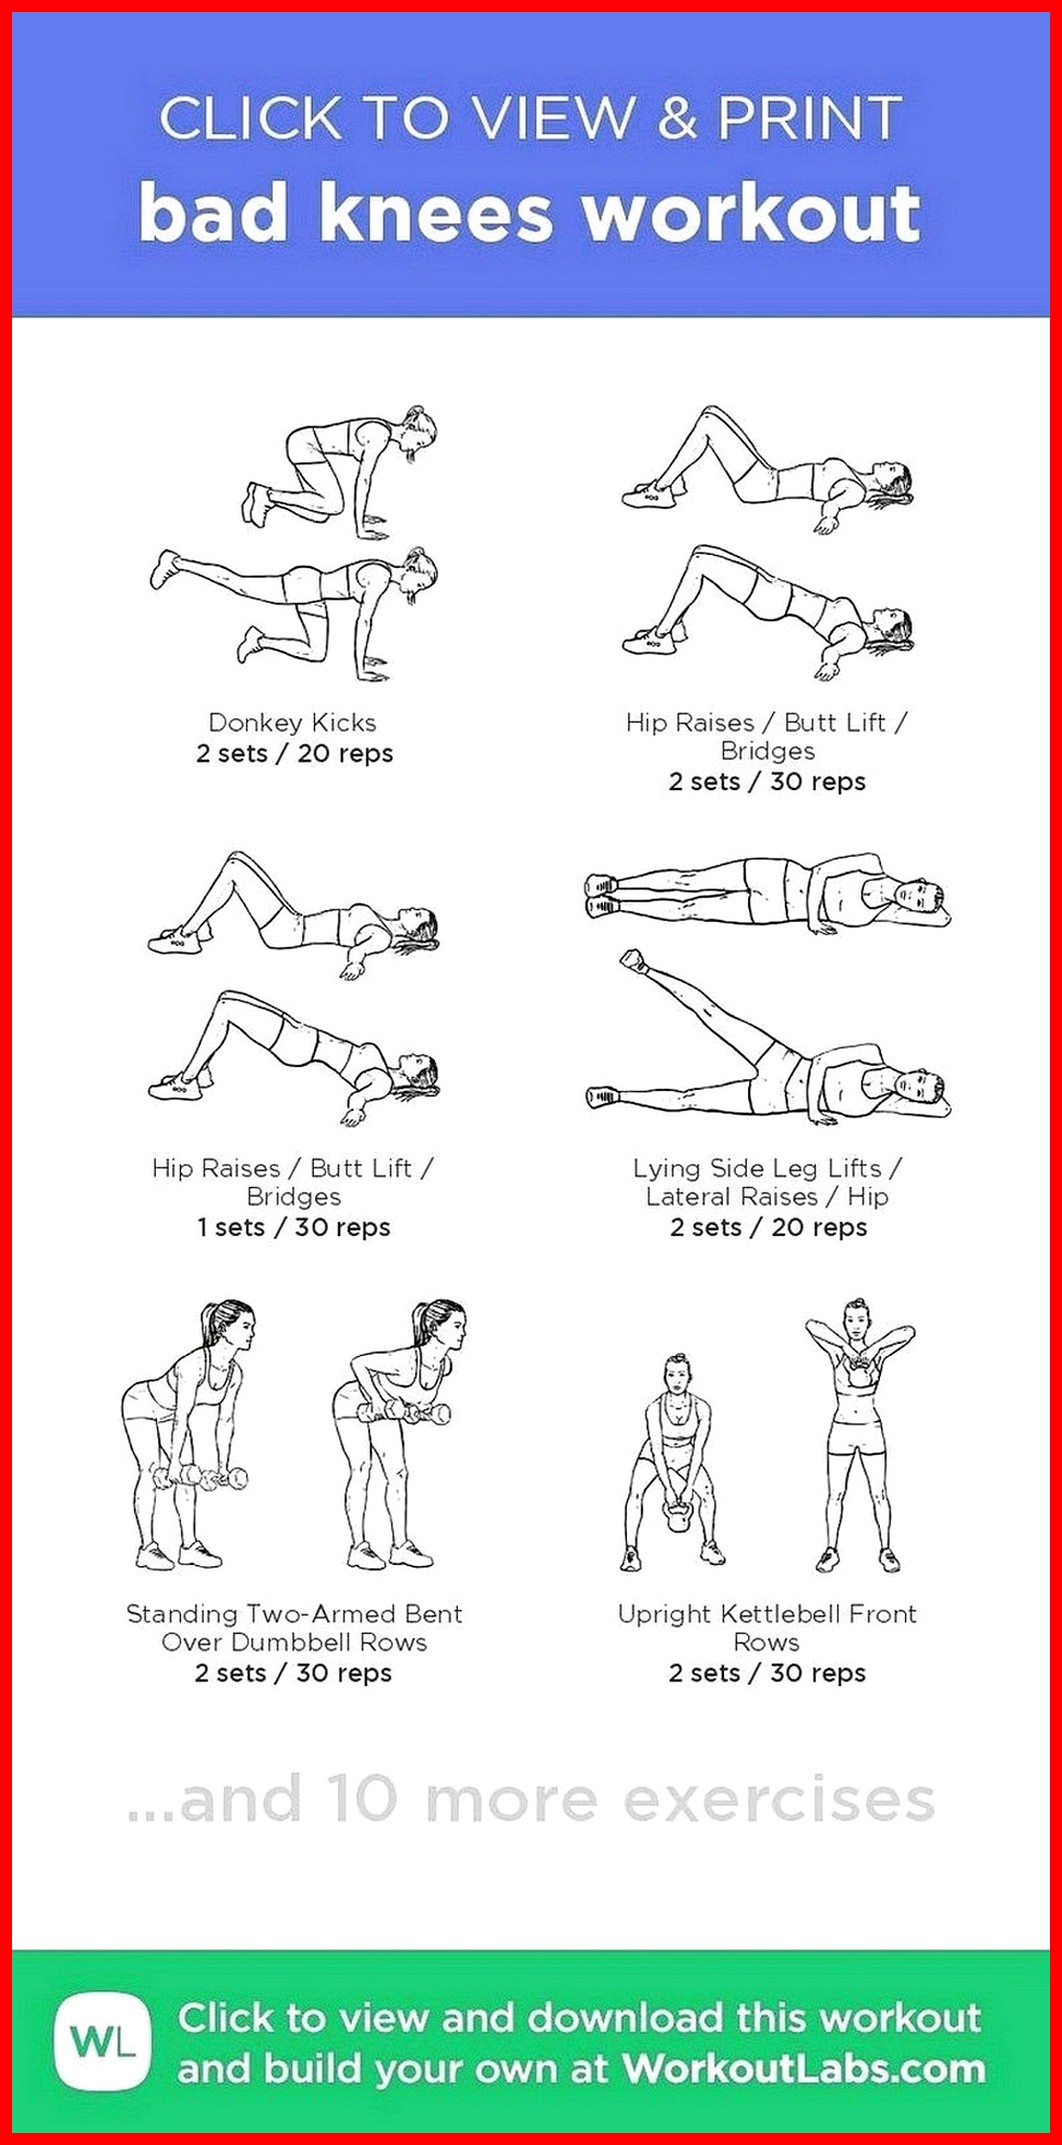 CLICK TO VIEW & PRINT
bad knees workout
Donkey Kicks
2 sets / 20 reps
Hip Raises / Butt Lift /
Bridges
2 sets / 30 reps
Hip Raises / Butt Lift /
Bridges
1 sets / 30 reps
Lying Side Leg Lifts /
Lateral Raises / Hip
2 sets / 20 reps
Standing Two-Armed Bent
Over Dumbbell Rows
2 sets / 30 reps
Upright Kettlebell Front
Rows
2 sets / 30 reps
...and 10 more exercises
WL
Click to view and download this workout
and build your own at WorkoutLabs.com